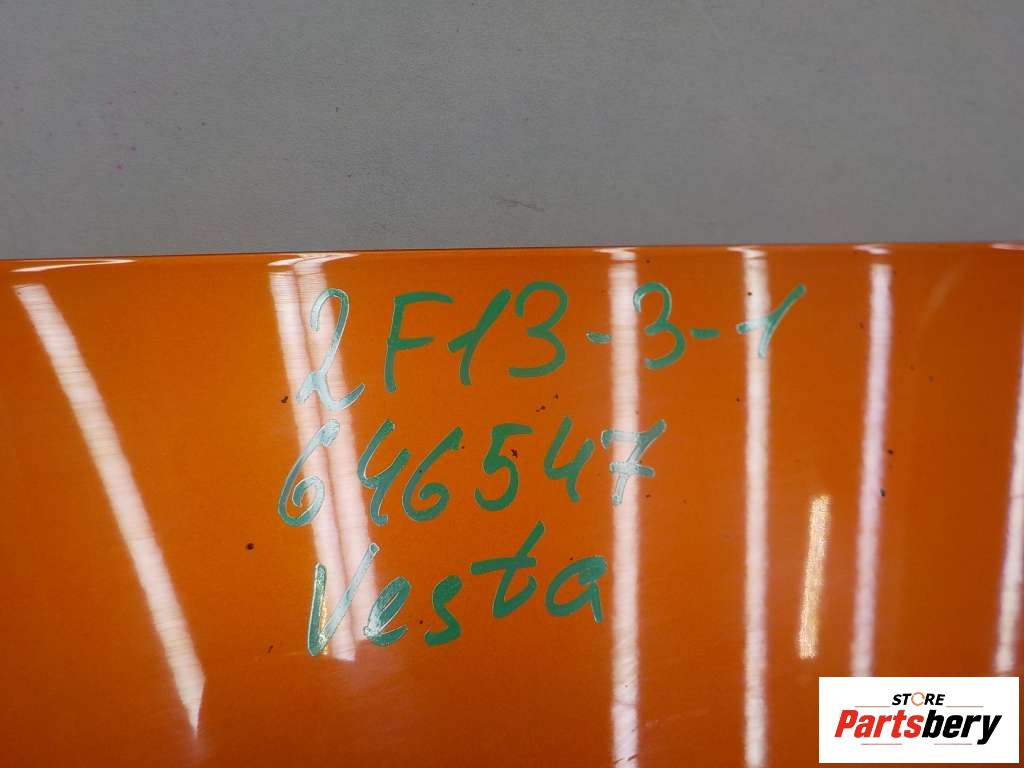 2F13-3-1
646547
Vesta
STORE
Partsbery